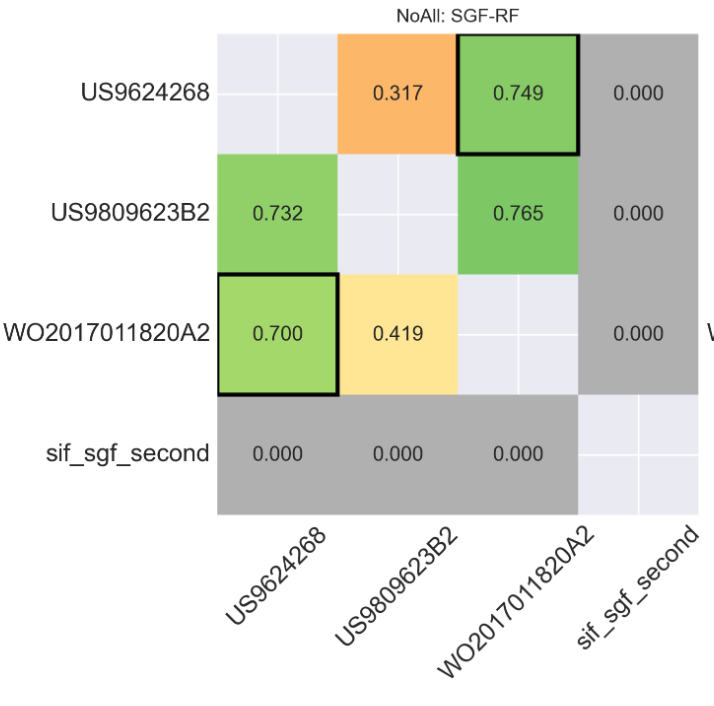 NoAll: SGF-RF
US9624268 0.317 0.749 0.000
US9809623B2 0.732 0.765 0.000
WO2017011820A2 0.700 0.419 0.000
sif_sgf_second 0.000 0.000 0.000
US9624268 US9809623B2 WO2017011820A2 sif_sgf_second